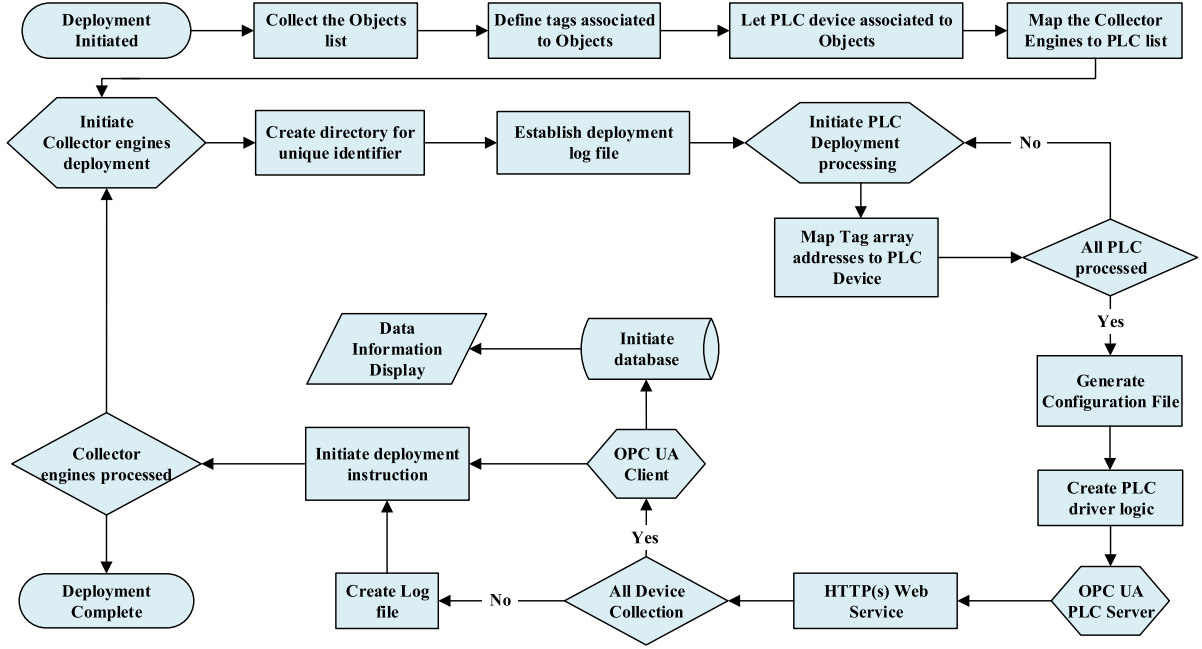 Deployment
Initiated
Collect the Objects
list
Define tags associated
to Objects
Let PLC device associated to
Objects
Map the Collector
Engines to PLC list
Initiate
Collector engines
deployment
Create directory for
unique identifier
Establish deployment
log file
Initiate PLC
Deployment
processing
No
Map Tag array
addresses to PLC
Device
All PLC
processed
Yes
Data
Information
Display
Initiate
database
Generate
Configuration File
Collector
engines processed
Initiate deployment
instruction
OPC UA
Client
Create PLC
driver logic
Yes
Deployment
Complete
Create Log
file
No
All Device
Collection
HTTP(s) Web
Service
OPC UA
PLC Server